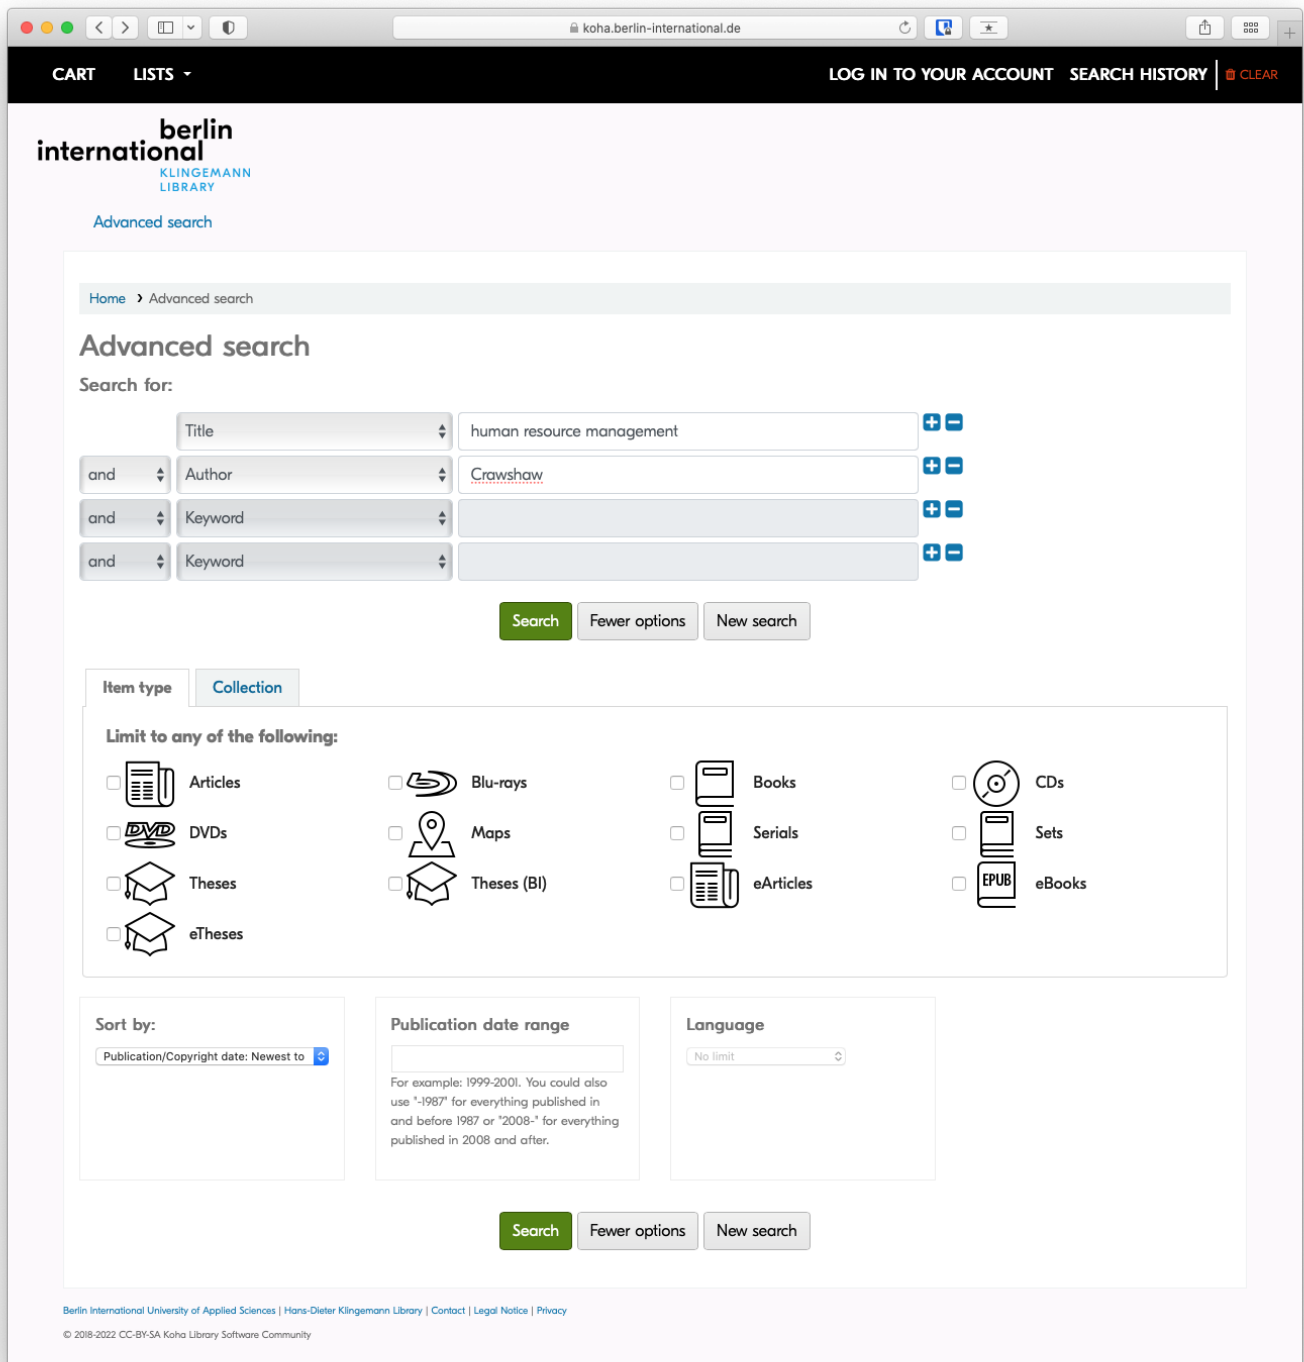 koha.berlin-international.de
CART LISTS LOG IN TO YOUR ACCOUNT SEARCH HISTORY CLEAR
berlin
international
KLINGEMANN
LIBRARY
Advanced search
Home › Advanced search
Advanced search
Search for:
Title human resource management
and Author Crawshaw
and Keyword
and Keyword
Search Fewer options New search
Item type Collection
Limit to any of the following:
Articles Blu-rays Books CDs
DVD DVDs Maps Serials Sets
Theses Theses (BI) eArticles EPUB eBooks
eTheses
Sort by:
Publication/Copyright date: Newest to
Publication date range
For example: 1999-2001. You could also
use "-1987" for everything published in
and before 1987 or "2008-" for everything
published in 2008 and after.
Language
No limit
Search Fewer options New search
Berlin International University of Applied Sciences | Hans-Dieter Klingemann Library | Contact | Legal Notice | Privacy
© 2018-2022 CC-BY-SA Koha Library Software Community